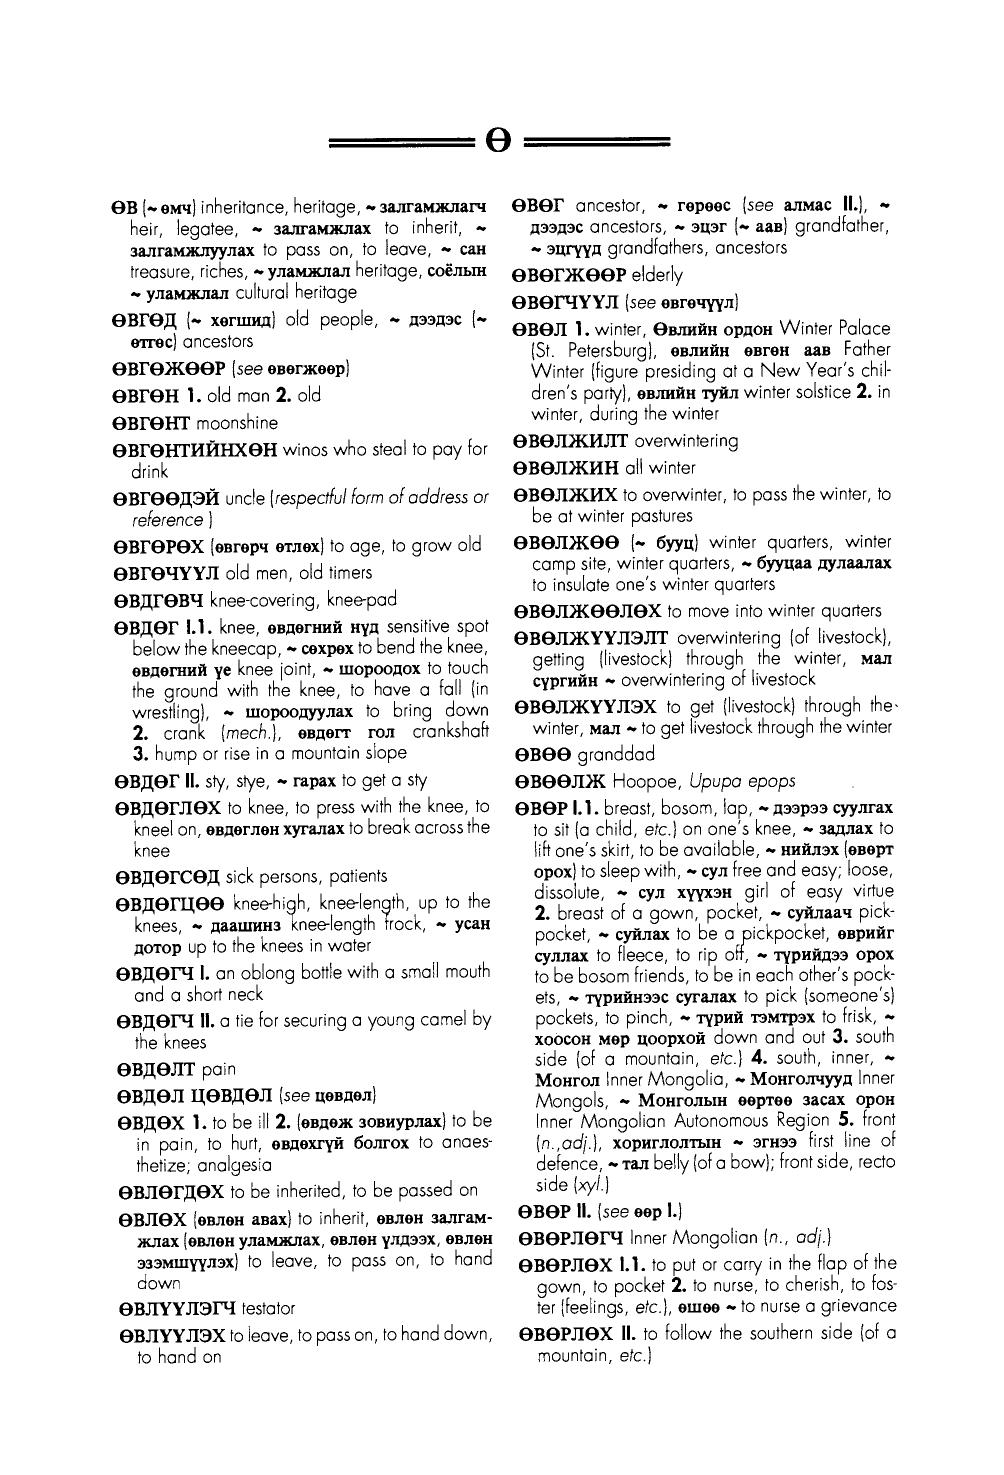 Ө
ӨВ (~ өмч) inheritance, heritage, ~ залгамжлагч
heir, legatee, ~ залгамжлах to inherit, ~
залгамжлуулах to pass on, to leave, ~ сан
treasure, riches, ~ уламжлал heritage, соёлын
~ уламжлал cultural heritage
ӨВГӨД (~ хөгшид) old people, ~ дээдэс (~
өтгөс) ancestors
ӨВГӨЖӨӨР (see өвөгжөөр)
ӨВГӨН 1. old man 2. old
ӨВГӨНТ moonshine
ӨВГӨНТИЙНХӨН winos who steal to pay for
drink
ӨВГӨӨДЭЙ uncle (respectful form of address or
reference )
ӨВГӨРӨХ (өвгөрч өтлөх) to age, to grow old
ӨВГӨЧҮҮЛ old men, old timers
ӨВДГӨВЧ knee-covering, knee-pad
ӨВДӨГ I.1. knee, өвдөгний нүд sensitive spot
below the kneecap, ~ сөхрөх to bend the knee,
өвдөгний үе knee joint, ~ шороодох to touch
the ground with the knee, to have a fall (in
wrestling), ~ шороодуулах to bring down
2. crank (mech.), өвдөгт гол crankshaft
3. hump or rise in a mountain slope
ӨВДӨГ II. sty, stye, ~ гарах to get a sty
ӨВДӨГЛӨХ to knee, to press with the knee, to
kneel on, өвдөглөн хугалах to break across the
knee
ӨВДӨГСӨД sick persons, patients
ӨВДӨГЦӨӨ knee-high, knee-length, up to the
knees, ~ даашинз knee-length frock, ~ усан
дотор up to the knees in water
ӨВДӨГЧ I. an oblong bottle with a small mouth
and a short neck
ӨВДӨГЧ II. a tie for securing a young camel by
the knees
ӨВДӨЛТ pain
ӨВДӨЛ ЦӨВДӨЛ (see цөвдөл)
ӨВДӨХ 1. to be ill 2. (өвдөж зовиурлах) to be
in pain, to hurt, өвдөхгүй болгох to anaes-
thetize; analgesia
ӨВЛӨГДӨХ to be inherited, to be passed on
ӨВЛӨХ (өвлөн авах) to inherit, өвлөн залгам-
жлах (өвлөн уламжлах, өвлөн үлдээх, өвлөн
эзэмшүүлэх) to leave, to pass on, to hand
down
ӨВЛҮҮЛЭГЧ testator
ӨВЛҮҮЛЭХ to leave, to pass on, to hand down,
to hand on
ӨВӨГ ancestor, ~ гөрөөс (see алмас II.), ~
дээдэс ancestors, ~ эцэг (~ аав) grandfather,
~ эцгүүд grandfathers, ancestors
ӨВӨГЖӨӨР elderly
ӨВӨГЧҮҮЛ (see өвгөчүүл)
ӨВӨЛ 1. winter, Өвлийн ордон Winter Palace
(St. Petersburg), өвлийн өвгөн аав Father
Winter (figure presiding at a New Year's chil-
dren's party), өвлийн туйл winter solstice 2. in
winter, during the winter
ӨВӨЛЖИЛТ overwintering
ӨВӨЛЖИН all winter
ӨВӨЛЖИХ to overwinter, to pass the winter, to
be at winter pastures
ӨВӨЛЖӨӨ (~ бууц) winter quarters, winter
camp site, winter quarters, ~ бууцаа дулаалах
to insulate one's winter quarters
ӨВӨЛЖӨӨЛӨХ to move into winter quarters
ӨВӨЛЖҮҮЛЭЛТ overwintering (of livestock),
getting (livestock) through the winter, мал
сүргийн ~ overwintering of livestock
ӨВӨЛЖҮҮЛЭХ to get (livestock) through the
winter, мал ~ to get livestock through the winter
ӨВӨӨ granddad
ӨВӨӨЛЖ Hoopoe, Upupa epops
ӨВӨР I.1. breast, bosom, lap, ~ дээрээ суулгах
to sit (a child, etc.) on one's knee, ~ задлах to
lift one's skirt, to be available, ~ нийлэх (өвөрт
орох) to sleep with, ~ сул free and easy; loose,
dissolute, ~ сул хүүхэн girl of easy virtue
2. breast of a gown, pocket, ~ суйлаач pick-
pocket, ~ суйлах to be a pickpocket, өврийг
суллах to fleece, to rip off, ~ түрийдээ орох
to be bosom friends, to be in each other's pock-
ets, ~ түрийнээс сугалах to pick (someone's)
pockets, to pinch, ~ түрий тэмтрэх to frisk, ~
хоосон мөр цоорхой down and out 3. south
side (of a mountain, etc.) 4. south, inner, ~
Монгол Inner Mongolia, ~ Монголчууд Inner
Mongols, ~ Монголын өөртөө засах орон
Inner Mongolian Autonomous Region 5. front
(n.,adj.), хориглолтын ~ эгнээ first line of
defence, ~ тал belly (of a bow); front side, recto
side (xyl.)
ӨВӨР II. (see өөр I.)
ӨВӨРЛӨГЧ Inner Mongolian (n., adj.)
ӨВӨРЛӨХ I.1. to put or carry in the flap of the
gown, to pocket 2. to nurse, to cherish, to fos-
ter (feelings, etc.), өшөө ~ to nurse a grievance
ӨВӨРЛӨХ II. to follow the southern side (of a
mountain, etc.)